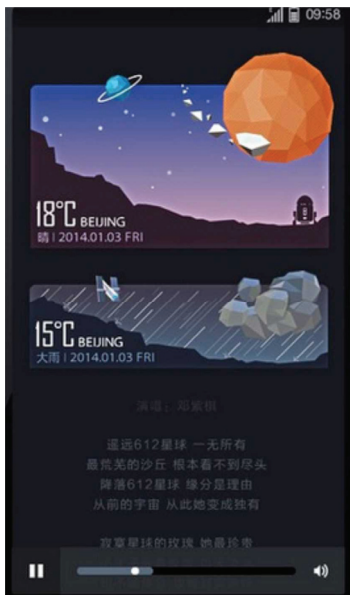 09:58
18°C BEIJING
晴 | 2014.01.03 FRI
15°C BEIJING
大雨 | 2014.01.03 FRI
演唱：邓紫棋
遥远612星球 一无所有
最荒芜的沙丘 根本看不到尽头
降落612星球 缘分是理由
从前的宇宙 从此她变成独有
寂寞星球的玫瑰 她最珍贵